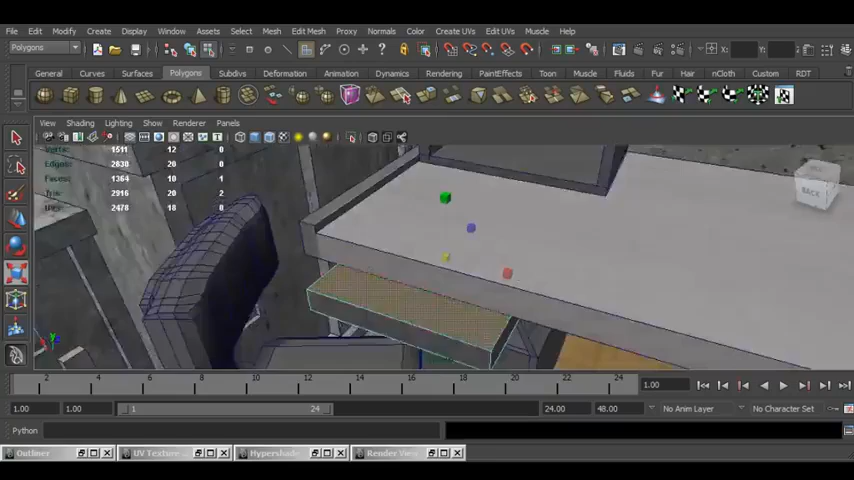 File Edit Modify Create Display Window Assets Select Mesh Edit Mesh Proxy Normals Color Create UVs Edit UVs Muscle Help
Polygons X: Y:
General Curves Surfaces Polygons Subdivs Deformation Animation Dynamics Rendering PaintEffects Toon Muscle Fluids Fur Hair nCloth Custom RDT
View Shading Lighting Show Renderer Panels
1511 12 0
Edges: 2830 20 0
Faces: 1364 10 1
Tris: 2916 20 2
UVs: 2478 18 0
BACK
y
2 4 6 8 10 12 14 16 18 20 22 24 1.00
1.00 1.00 1 24 24.00 48.00 No Anim Layer No Character Set
Python
Outliner UV Texture Hypershade Render View